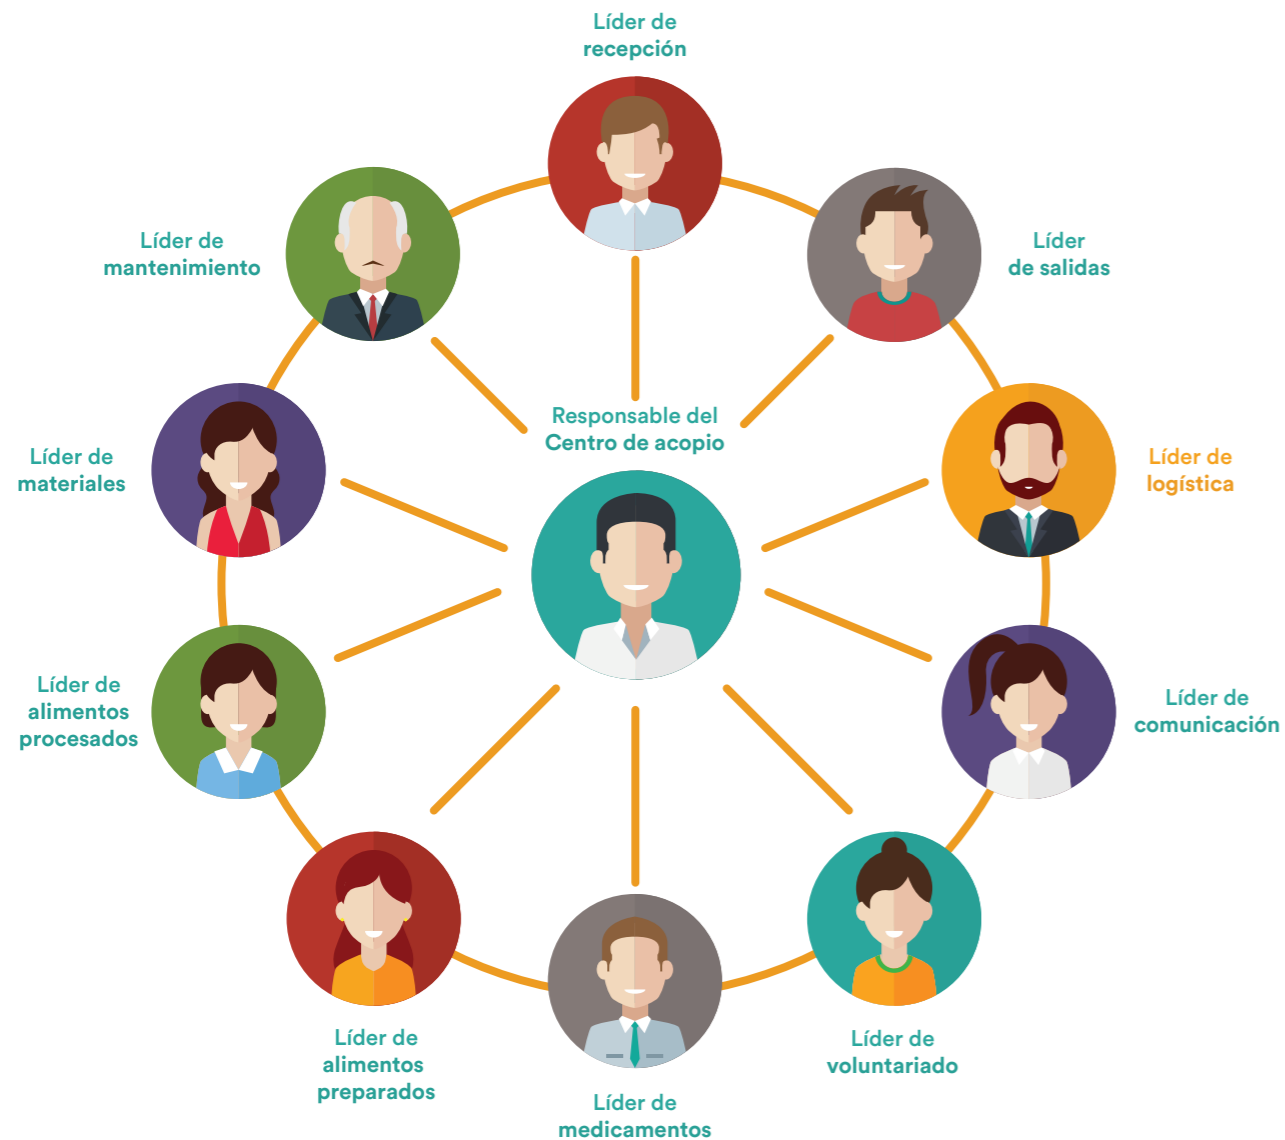 Líder de
recepción
Líder de
mantenimiento
Líder
de salidas
Responsable del
Centro de acopio
Líder de
materiales
Líder de
logística
Líder de
alimentos
procesados
Líder de
comunicación
Líder de
alimentos
preparados
Líder de
voluntariado
Líder de
medicamentos